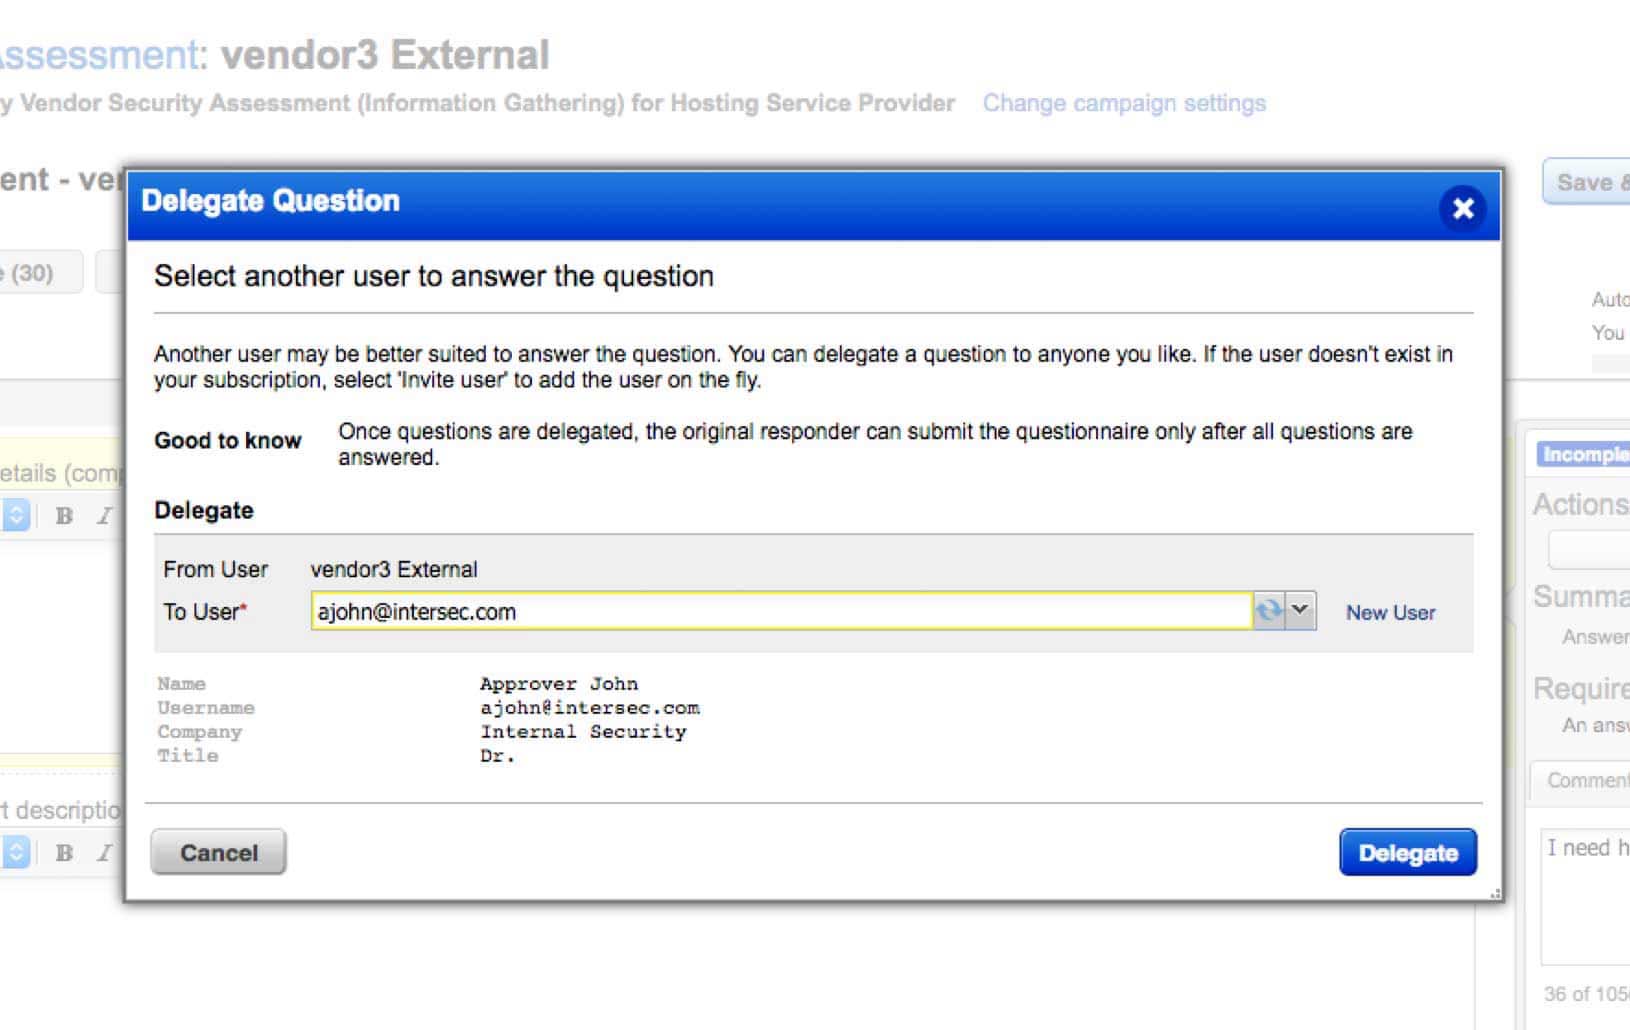 Assessment: vendor3 External
y Vendor Security Assessment (Information Gathering) for Hosting Service Provider Change campaign settings
ent - ver
Save &
Delegate Question
e (30)
Select another user to answer the question
Auto
You
Another user may be better suited to answer the question. You can delegate a question to anyone you like. If the user doesn't exist in
your subscription, select 'Invite user' to add the user on the fly.
Good to know
Once questions are delegated, the original responder can submit the questionnaire only after all questions are
answered.
Incomple
etails (comp
Actions
Delegate
B I
From User vendor3 External
To User* ajohn@intersec.com New User
Summa
Answer
Name Approver John
Username ajohn@intersec.com
Company Internal Security
Title Dr.
Require
An answ
Comment
rt descriptio
B I
Cancel
Delegate
I need h
36 of 105